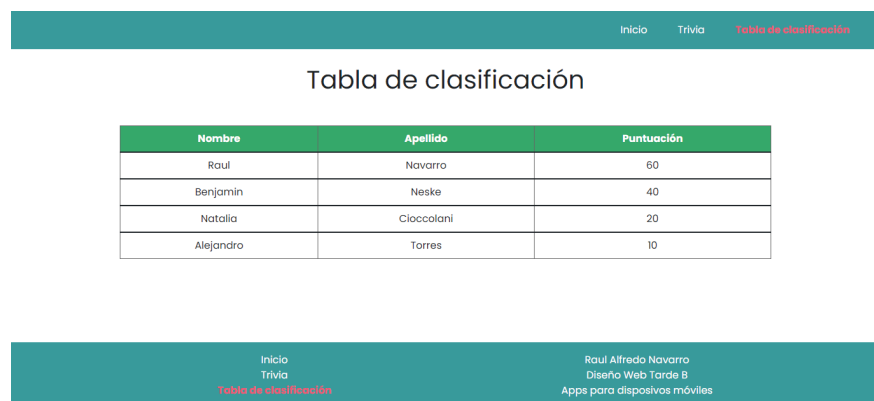 Inicio Trivia Tabla de clasificación
Tabla de clasificación
Nombre Apellido Puntuación
Raul Navarro 60
Benjamin Neske 40
Natalia Cioccolani 20
Alejandro Torres 10
Inicio
Trivia
Tabla de clasificación
Raul Alfredo Navarro
Diseño Web Tarde B
Apps para disposivos móviles